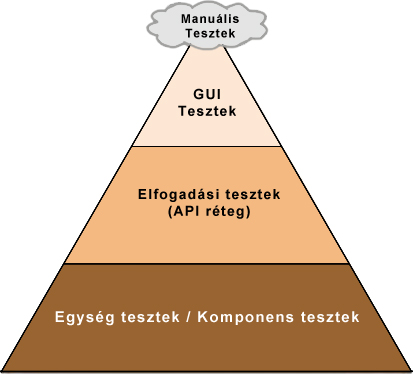 Manuális
Tesztek
GUI
Tesztek
Elfogadási tesztek
(API réteg)
Egység tesztek / Komponens tesztek